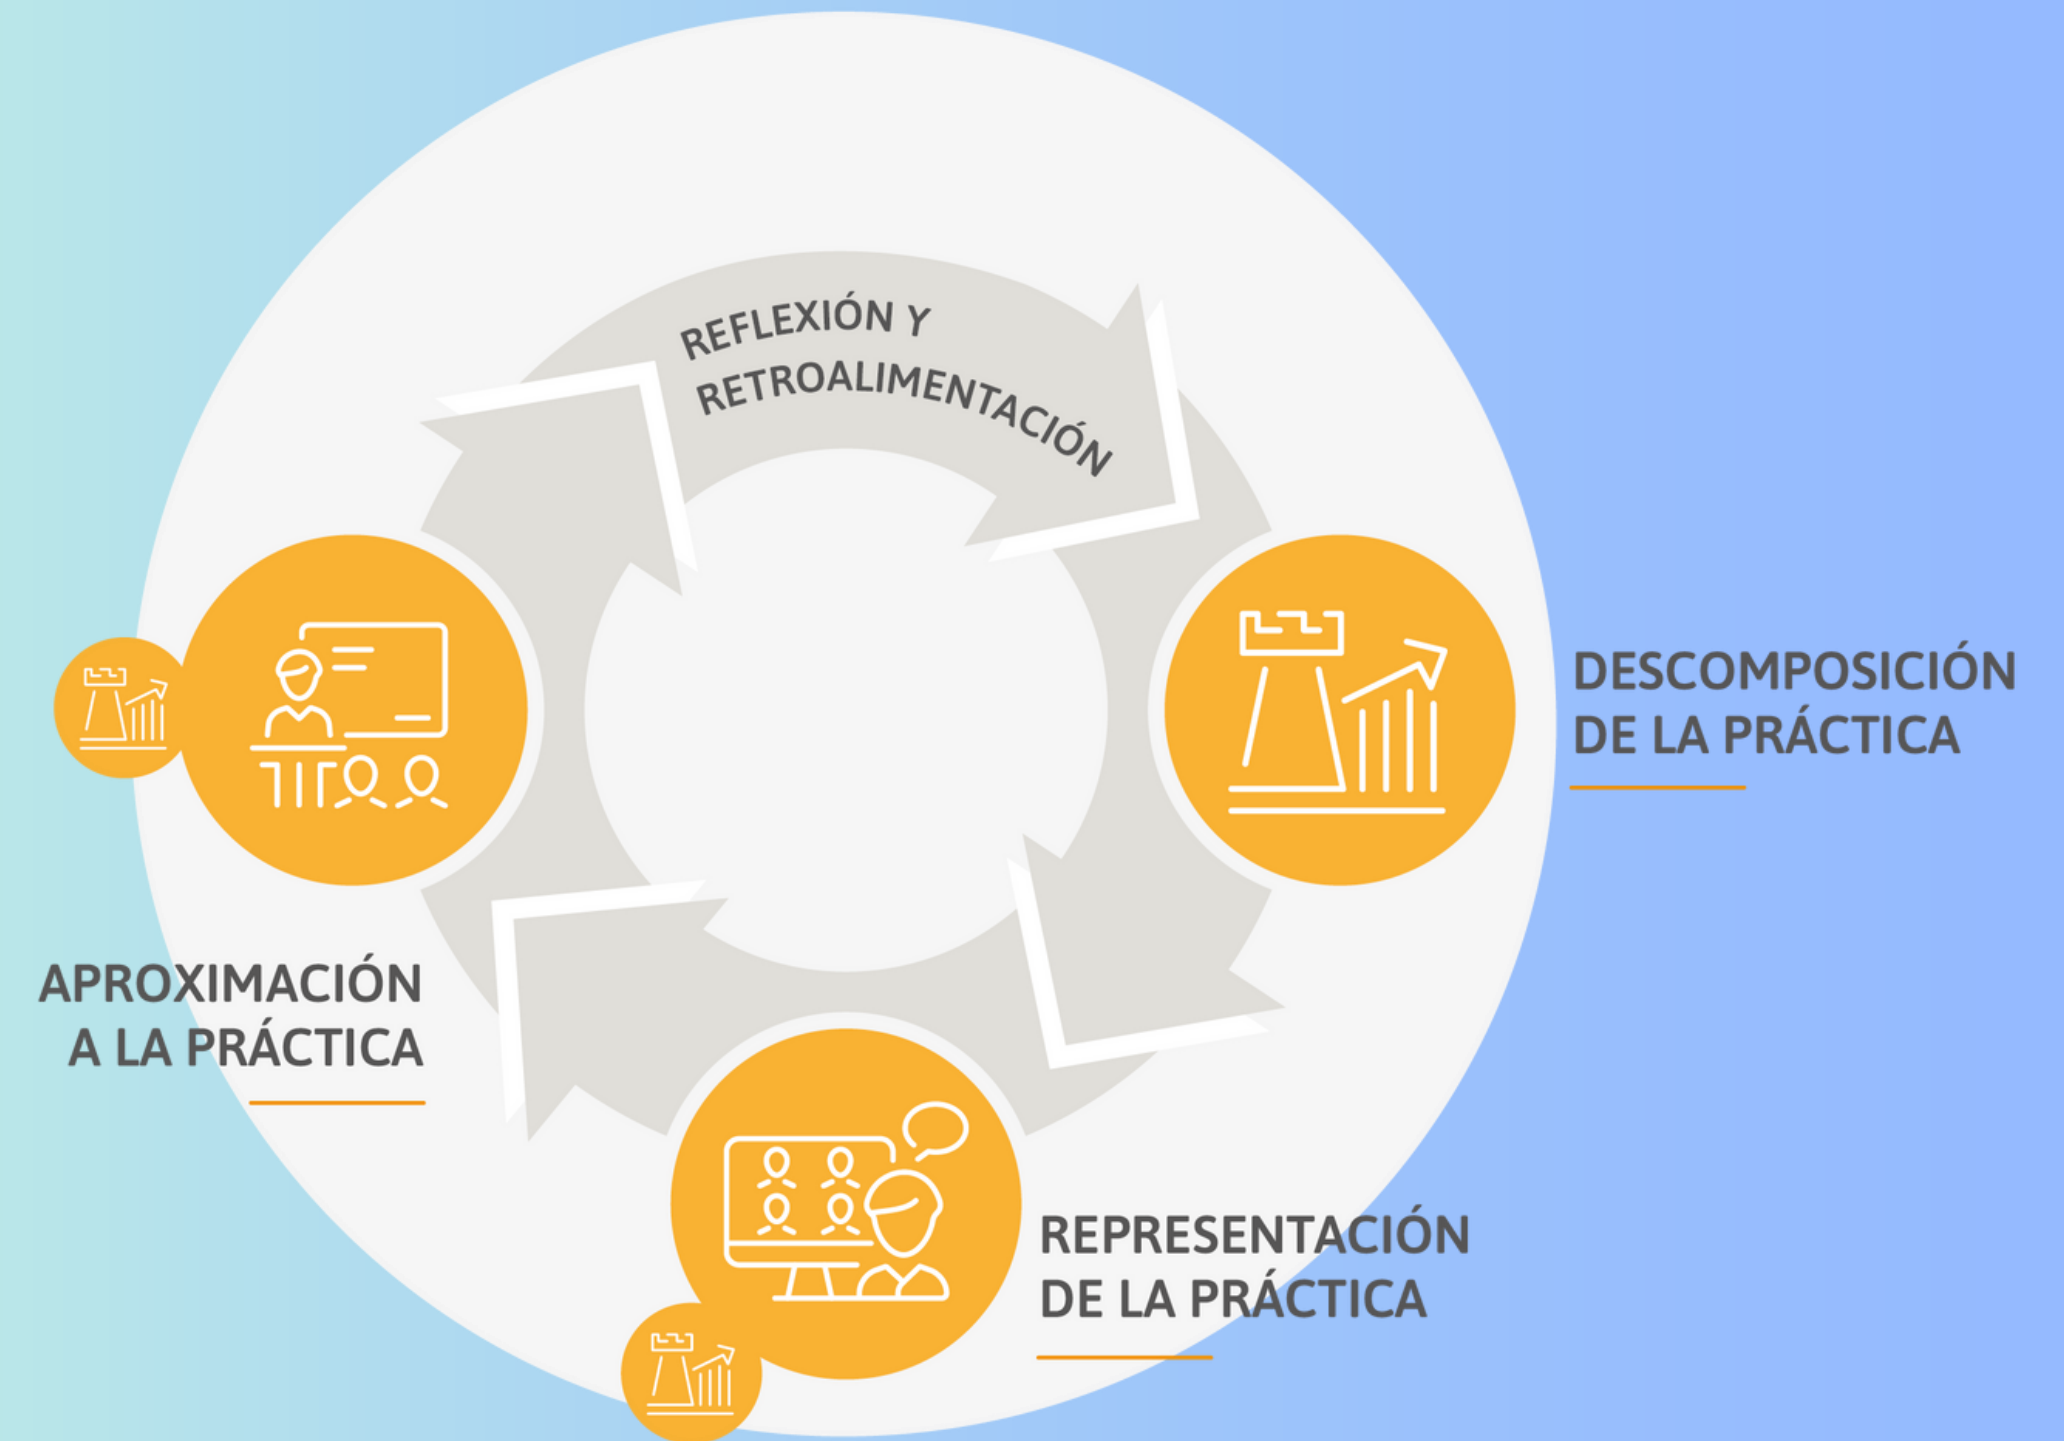 REFLEXIÓN Y
RETROALIMENTACIÓN
DESCOMPOSICIÓN
DE LA PRÁCTICA
APROXIMACIÓN
A LA PRÁCTICA
REPRESENTACIÓN
DE LA PRÁCTICA